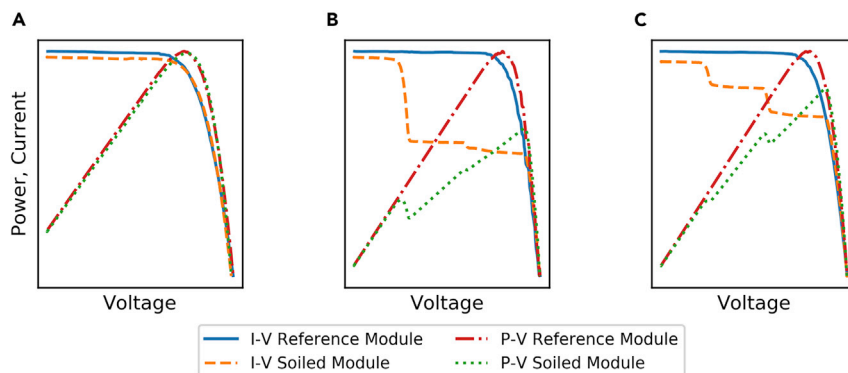 A
B
C
Power, Current
Voltage
Voltage
Voltage
I-V Reference Module
P-V Reference Module
I-V Soiled Module
P-V Soiled Module